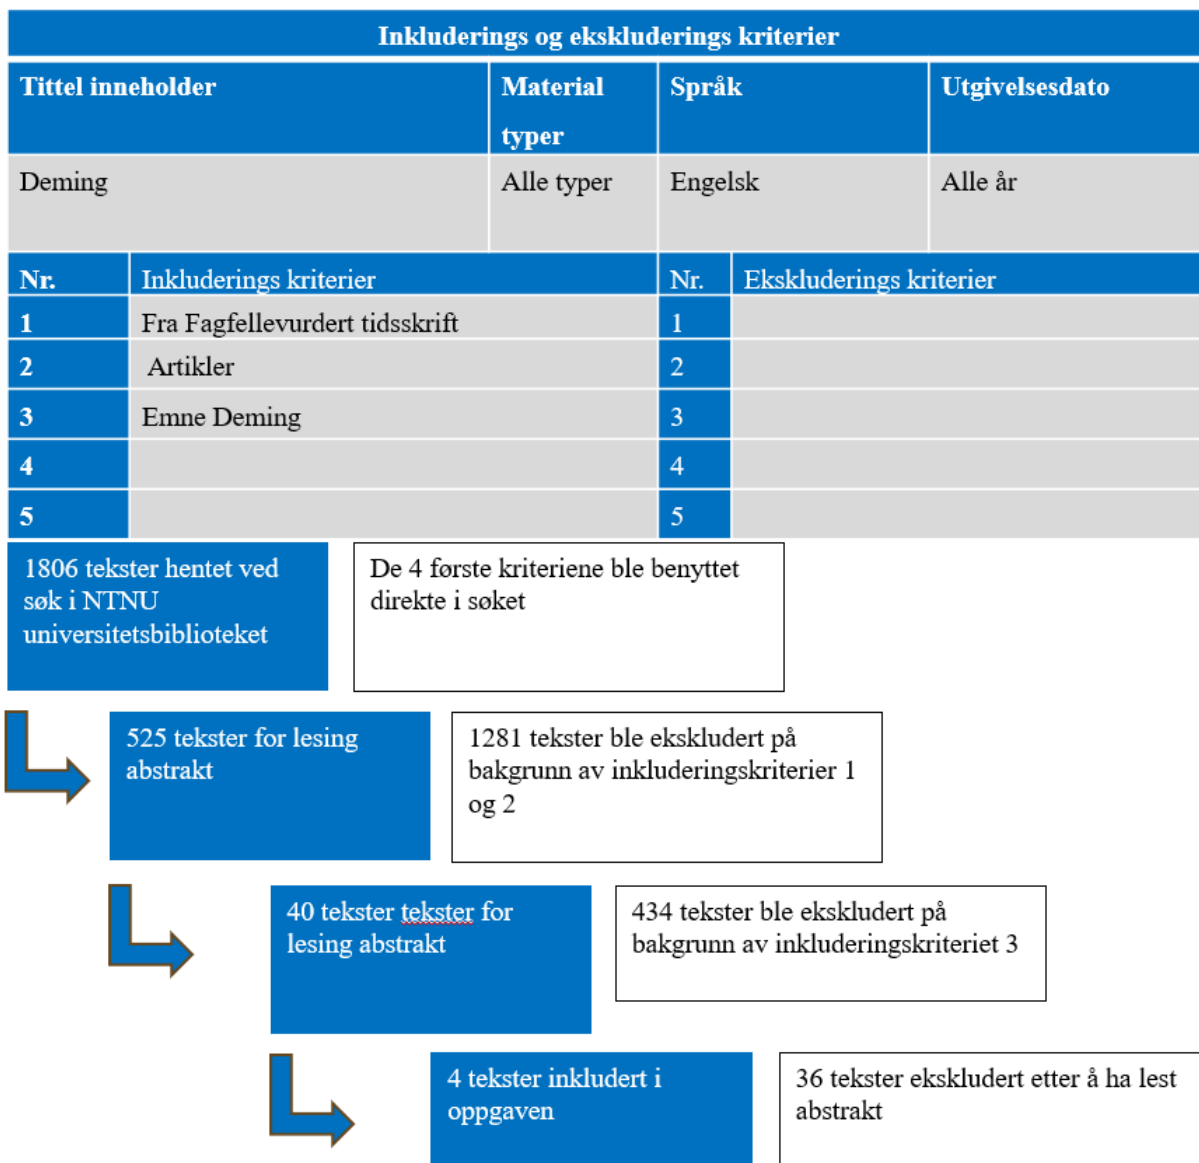 Inkluderings og ekskluderings kriterier
Tittel inneholder
Material
typer
Språk
Utgivelsesdato
Deming
Alle typer
Engelsk
Alle år
Nr.
Inkluderings kriterier
Nr.
Ekskluderings kriterier
1
Fra Fagfellevurdert tidsskrift
1
2
Artikler
2
3
Emne Deming
3
4
4
5
5
1806 tekster hentet ved
søk i NTNU
universitetsbiblioteket
De 4 første kriteriene ble benyttet
direkte i søket
525 tekster for lesing
abstrakt
1281 tekster ble ekskludert på
bakgrunn av inkluderingskriterier 1
og 2
40 tekster tekster for
lesing abstrakt
434 tekster ble ekskludert på
bakgrunn av inkluderingskriteriet 3
4 tekster inkludert i
oppgaven
36 tekster ekskludert etter å ha lest
abstrakt